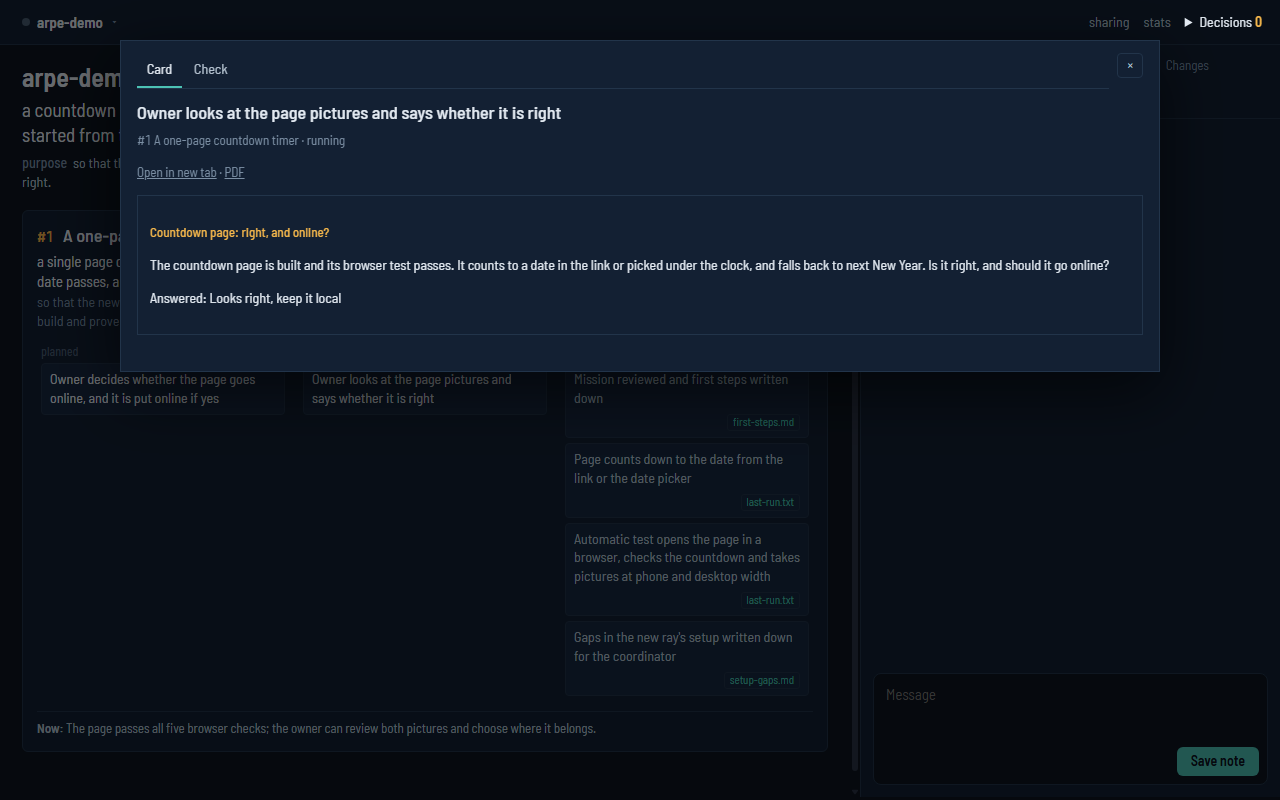 arpe-demo
sharing stats ▶ Decisions 0
arpe-dem
a countdown
started from
purpose so that th
right.
Changes
Card Check
×
Owner looks at the page pictures and says whether it is right
#1 A one-page countdown timer · running
Open in new tab · PDF
Countdown page: right, and online?
The countdown page is built and its browser test passes. It counts to a date in the link or picked under the clock, and falls back to next New Year. Is it right, and should it go online?
Answered: Looks right, keep it local
#1 A one-pa
a single page
date passes, a
so that the new
build and prove
planned
Owner decides whether the page goes
online, and it is put online if yes
Owner looks at the page pictures and
says whether it is right
Mission reviewed and first steps written
down
first-steps.md
Page counts down to the date from the
link or the date picker
last-run.txt
Automatic test opens the page in a
browser, checks the countdown and takes
pictures at phone and desktop width
last-run.txt
Gaps in the new ray's setup written down
for the coordinator
setup-gaps.md
Now: The page passes all five browser checks; the owner can review both pictures and choose where it belongs.
Message
Save note